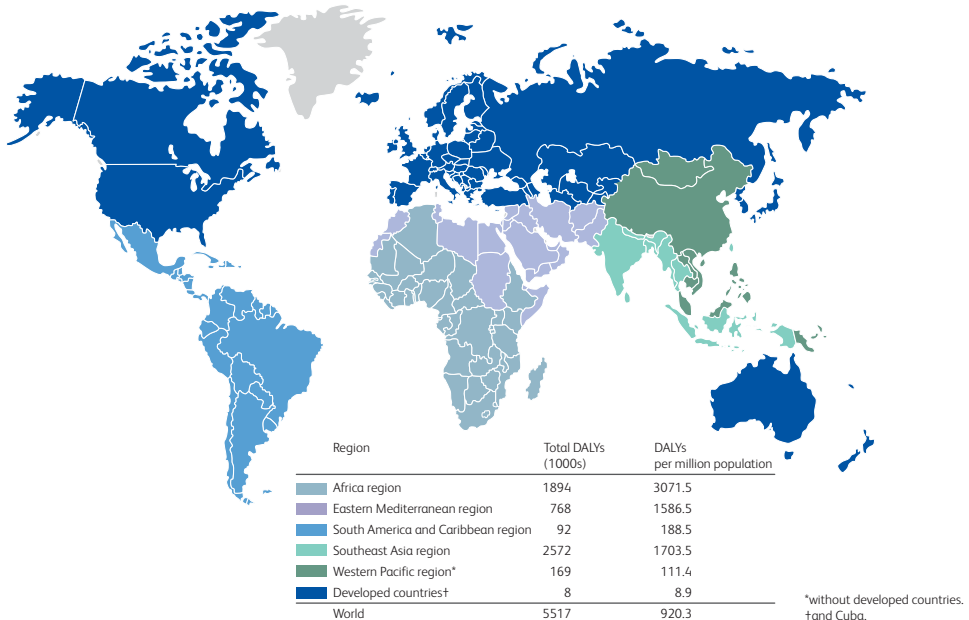 Region Total DALYs (1000s) DALYs per million population
Africa region 1894 3071.5
Eastern Mediterranean region 768 1586.5
South America and Caribbean region 92 188.5
Southeast Asia region 2572 1703.5
Western Pacific region* 169 111.4
Developed countries† 8 8.9
World 5517 920.3
*without developed countries.
†and Cuba.